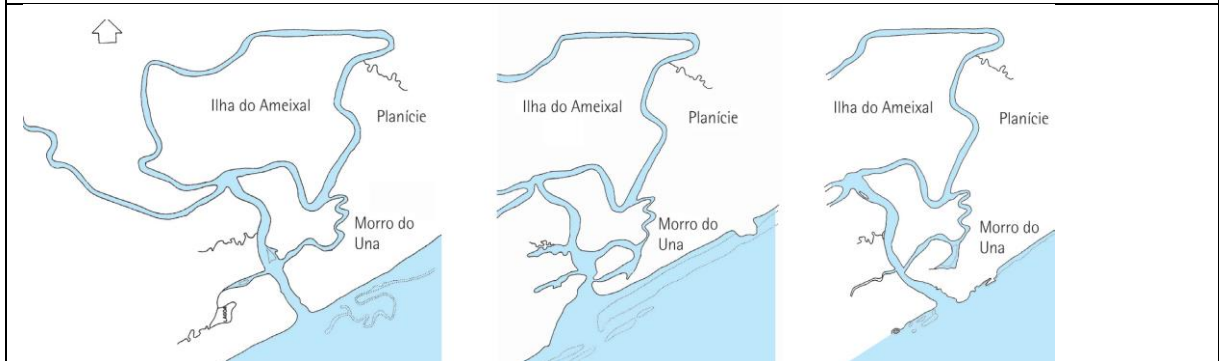 Ilha do Ameixal
Planície
Morro do
Una
Ilha do Ameixal
Planície
Morro do
Una
Ilha do Ameixal
Planície
Morro do
Una